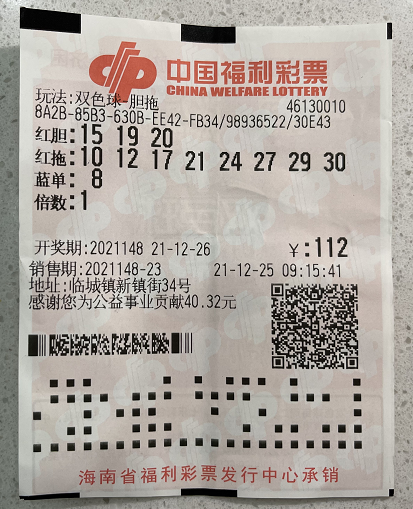 中国福利彩票
CHINA WELFARE LOTTERY
玩法:双色球-胆拖
46130010
8A2B-85B3-630B-EE42-FB34/98936522/30E43
红胆:15 19 20
红拖:10 12 17 21 24 27 29 30
蓝单: 8
倍数:1
开奖期:2021148 21-12-26 ￥:112
销售期:2021148-23 21-12-25 09:15:41
地址:临城镇新镇街34号
感谢您为公益事业贡献40.32元
海南省福利彩票发行中心承销